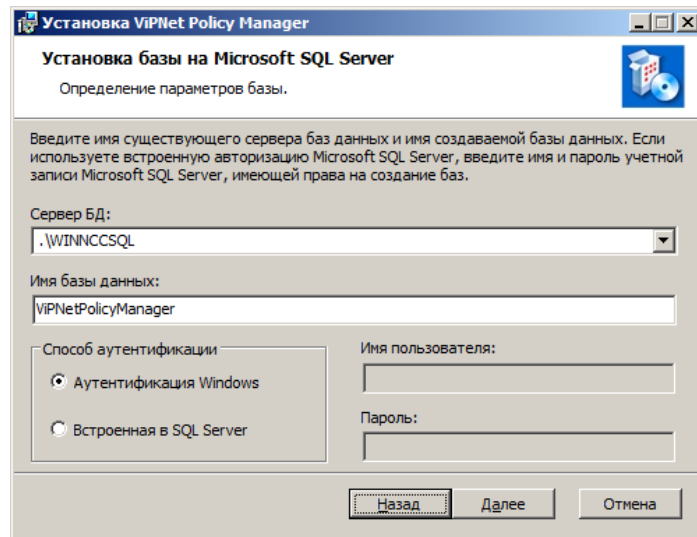 Установка ViPNet Policy Manager
Установка базы на Microsoft SQL Server
Определение параметров базы.
Введите имя существующего сервера баз данных и имя создаваемой базы данных. Если
используете встроенную авторизацию Microsoft SQL Server, введите имя и пароль учетной
записи Microsoft SQL Server, имеющей права на создание баз.
Сервер БД:
.\WINNCCSQL
Имя базы данных:
ViPNetPolicyManager
Способ аутентификации
Аутентификация Windows
Встроенная в SQL Server
Имя пользователя:
Пароль:
Назад
Далее
Отмена